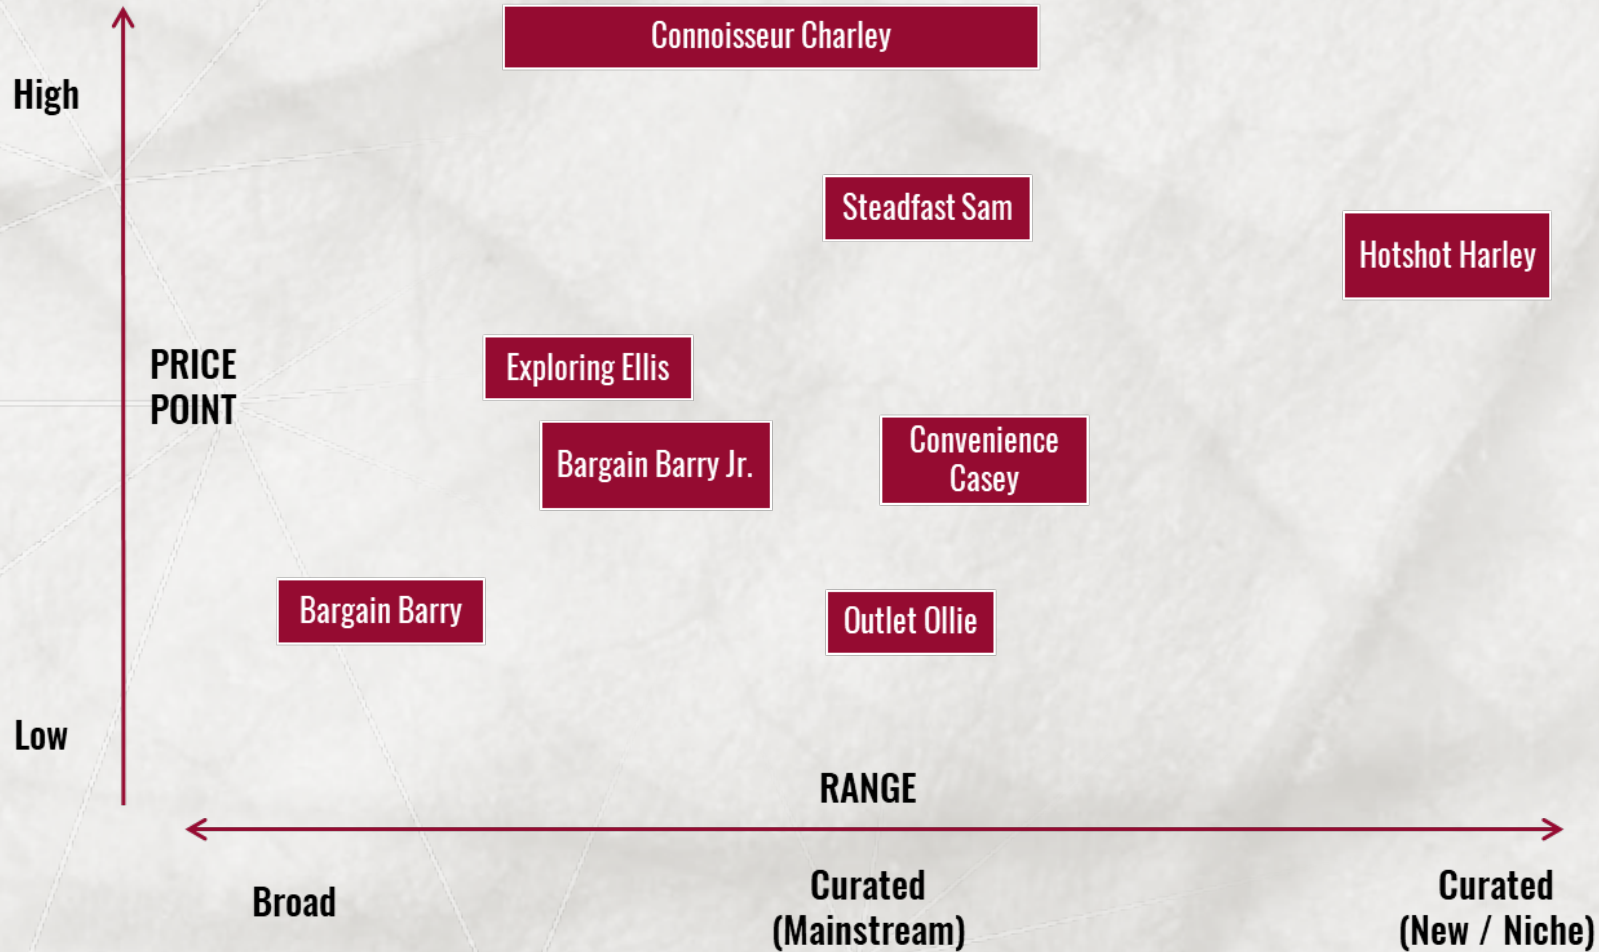 Connoisseur Charley
High
Steadfast Sam
Hotshot Harley
PRICE
POINT
Exploring Ellis
Bargain Barry Jr.
Convenience
Casey
Bargain Barry
Outlet Ollie
Low
RANGE
Broad
Curated
(Mainstream)
Curated
(New / Niche)